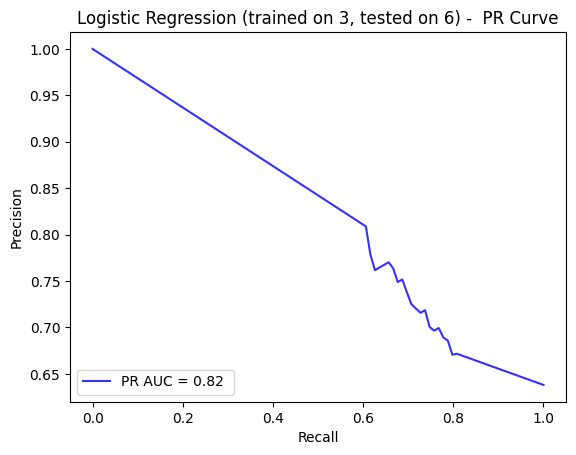 Logistic Regression (trained on 3, tested on 6) -  PR Curve
1.00
0.95
0.90
0.85
0.80
0.75
0.70
0.65
Precision
PR AUC = 0.82
0.0 0.2 0.4 0.6 0.8 1.0
Recall